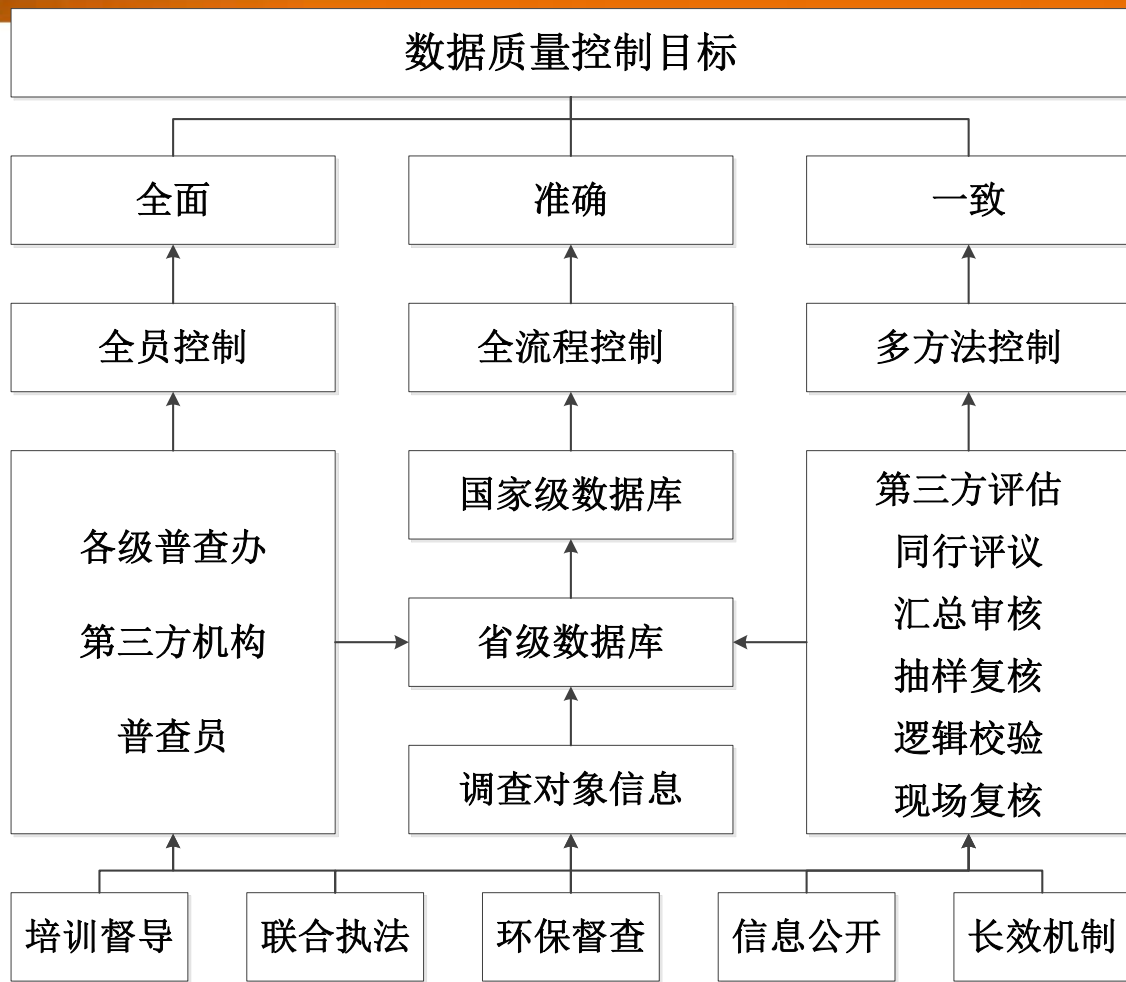 数据质量控制目标
全面
准确
一致
全员控制
全流程控制
多方法控制
各级普查办
第三方机构
普查员
国家级数据库
省级数据库
调查对象信息
第三方评估
同行评议
汇总审核
抽样复核
逻辑校验
现场复核
培训督导
联合执法
环保督查
信息公开
长效机制